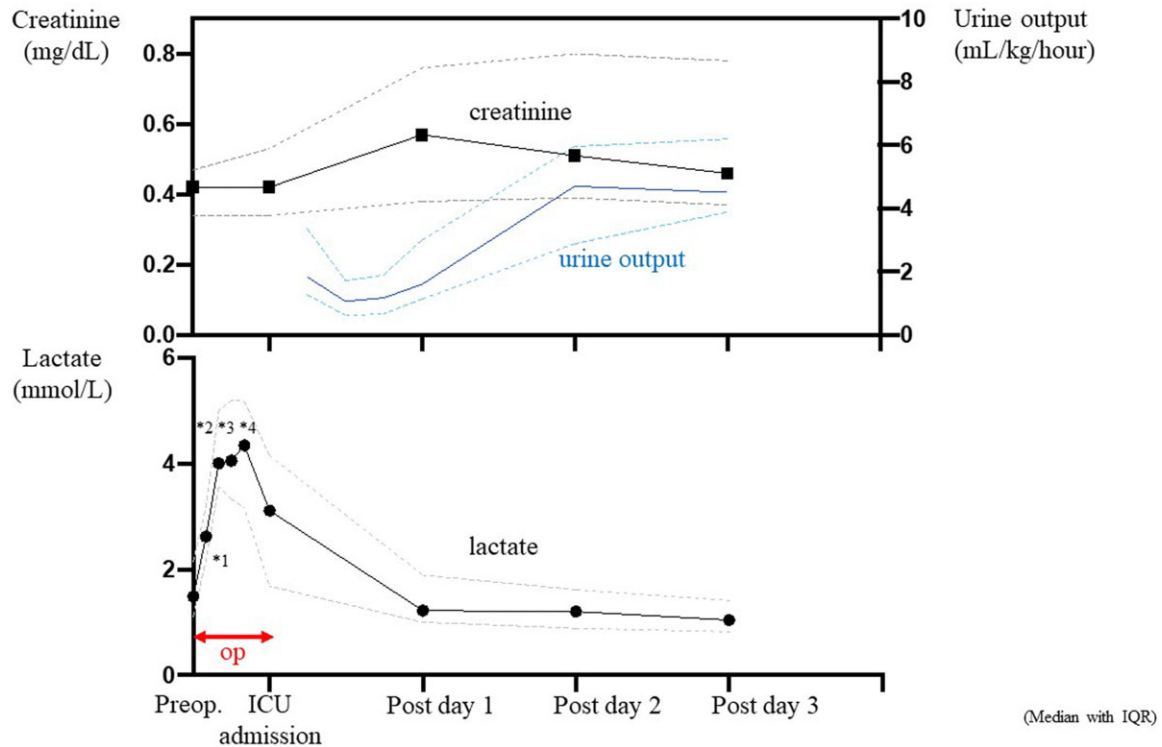 Creatinine
(mg/dL)
Urine output
(mL/kg/hour)
0.8
0.6
0.4
0.2
0.0
10
8
6
4
2
0
creatinine
urine output
Lactate
(mmol/L)
6
4
2
0
*2 *3 *4
*1
lactate
op
Preop.
ICU
admission
Post day 1
Post day 2
Post day 3
(Median with IQR)